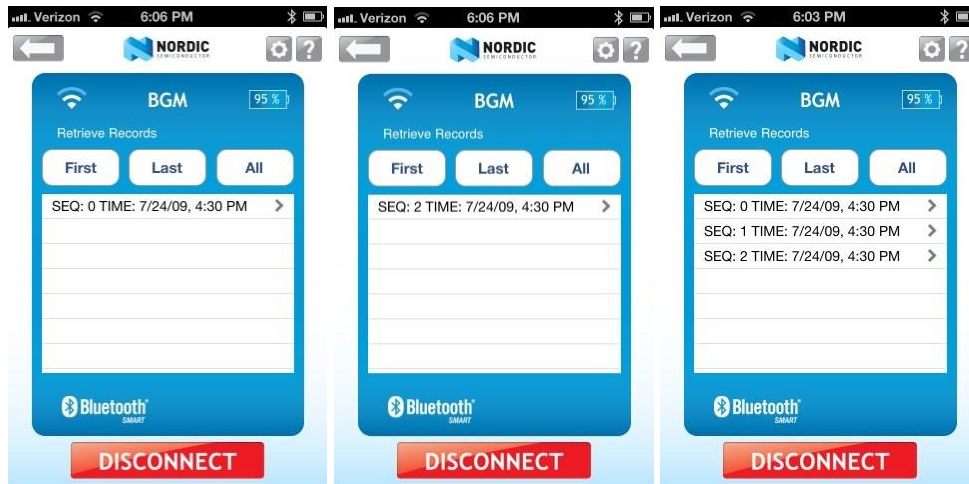 Verizon 6:06 PM
NORDIC
SEMICONDUCTOR
?
BGM 95 %
Retrieve Records
First Last All
SEQ: 0 TIME: 7/24/09, 4:30 PM
Bluetooth
SMART
DISCONNECT
Verizon 6:06 PM
NORDIC
SEMICONDUCTOR
?
BGM 95 %
Retrieve Records
First Last All
SEQ: 2 TIME: 7/24/09, 4:30 PM
Bluetooth
SMART
DISCONNECT
Verizon 6:03 PM
NORDIC
SEMICONDUCTOR
?
BGM 95 %
Retrieve Records
First Last All
SEQ: 0 TIME: 7/24/09, 4:30 PM
SEQ: 1 TIME: 7/24/09, 4:30 PM
SEQ: 2 TIME: 7/24/09, 4:30 PM
Bluetooth
SMART
DISCONNECT